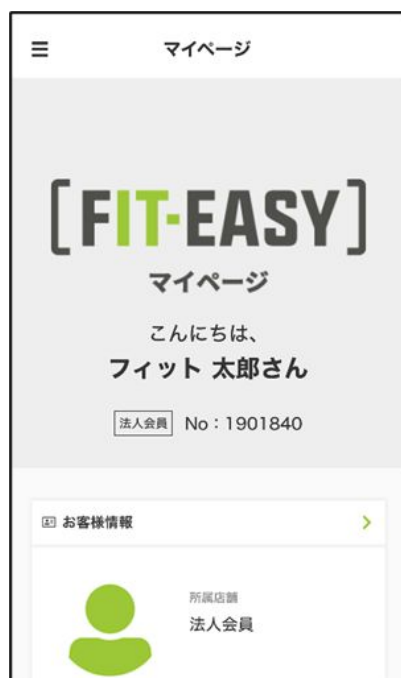 マイページ
[FIT-EASY]
マイページ
こんにちは、
フィット 太郎さん
法人会員 No：1901840
お客様情報
所属店舗
法人会員